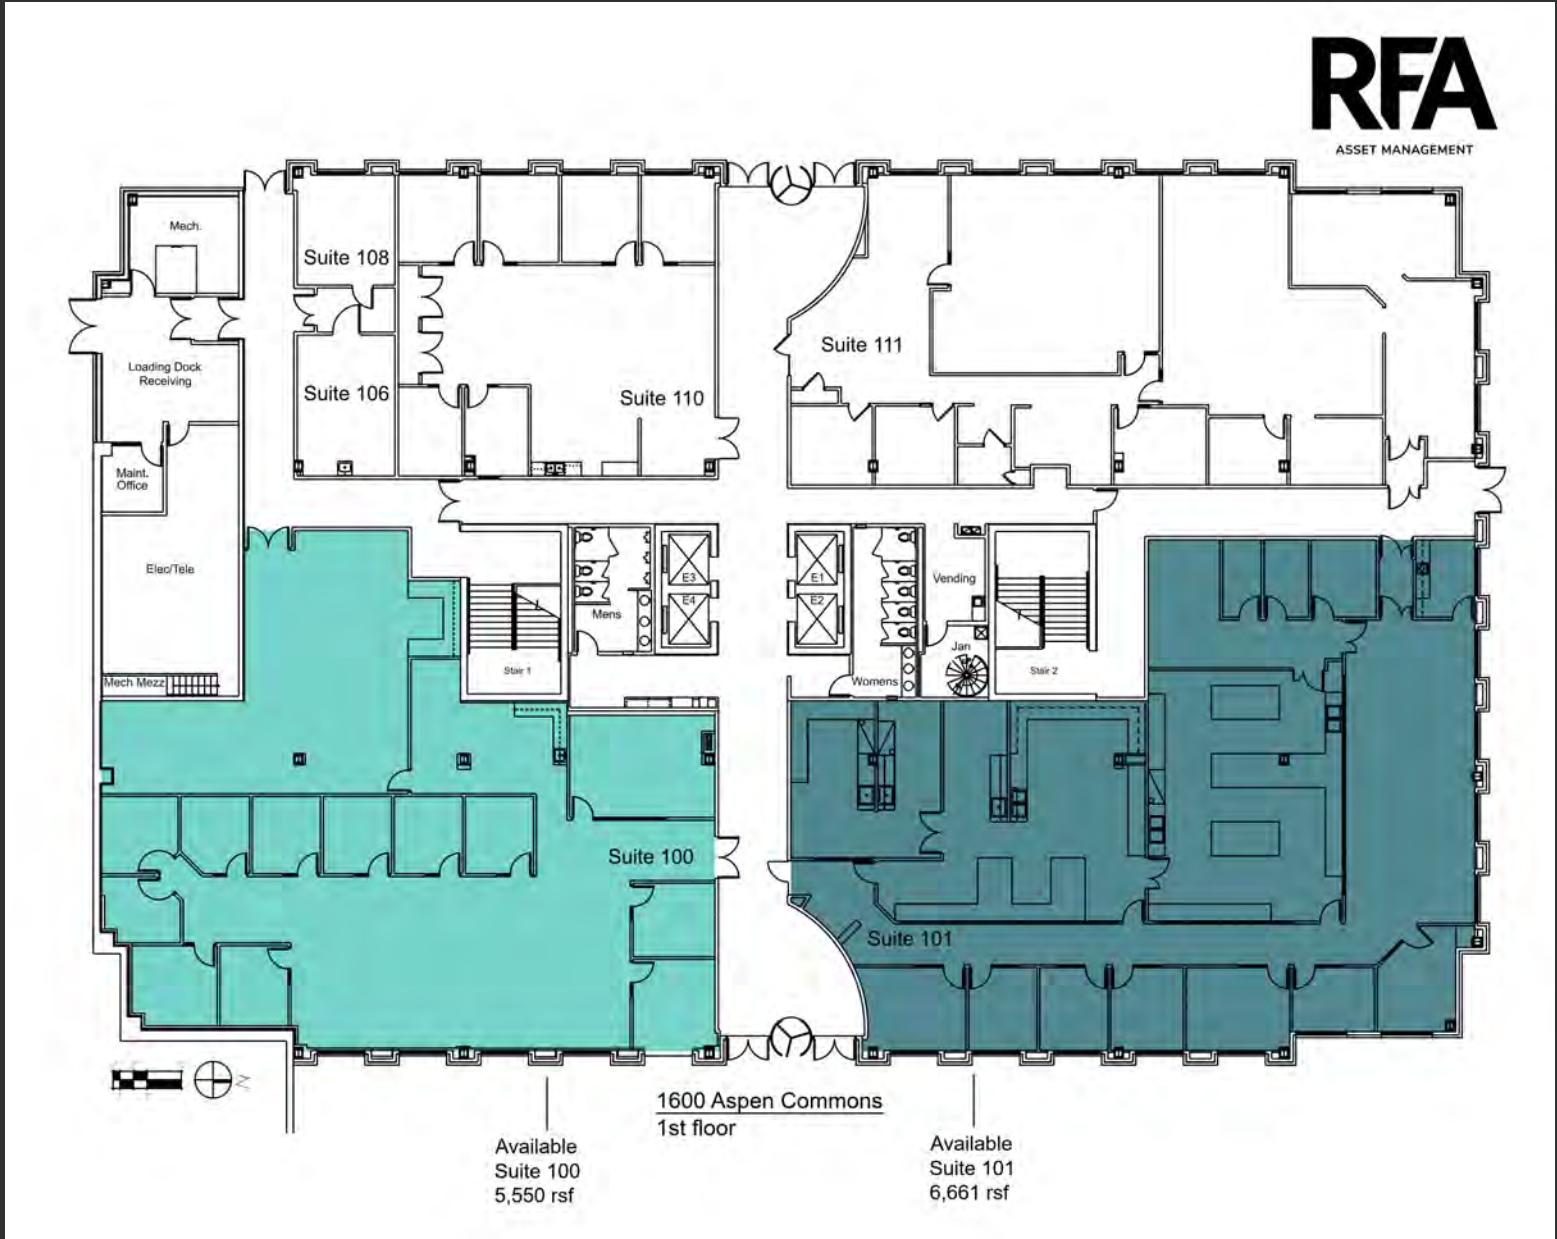 RFA
ASSET MANAGEMENT
Mech.
Suite 108
Loading Dock
Receiving
Suite 106
Suite 110
Suite 111
Maint.
Office
Elec/Tele
Mech Mezz
Stair 1
Mens
E3
E4
E1
E2
Womens
Vending
Jan
Stair 2
Suite 100
Suite 101
N
1600 Aspen Commons
1st floor
Available
Suite 100
5,550 rsf
Available
Suite 101
6,661 rsf